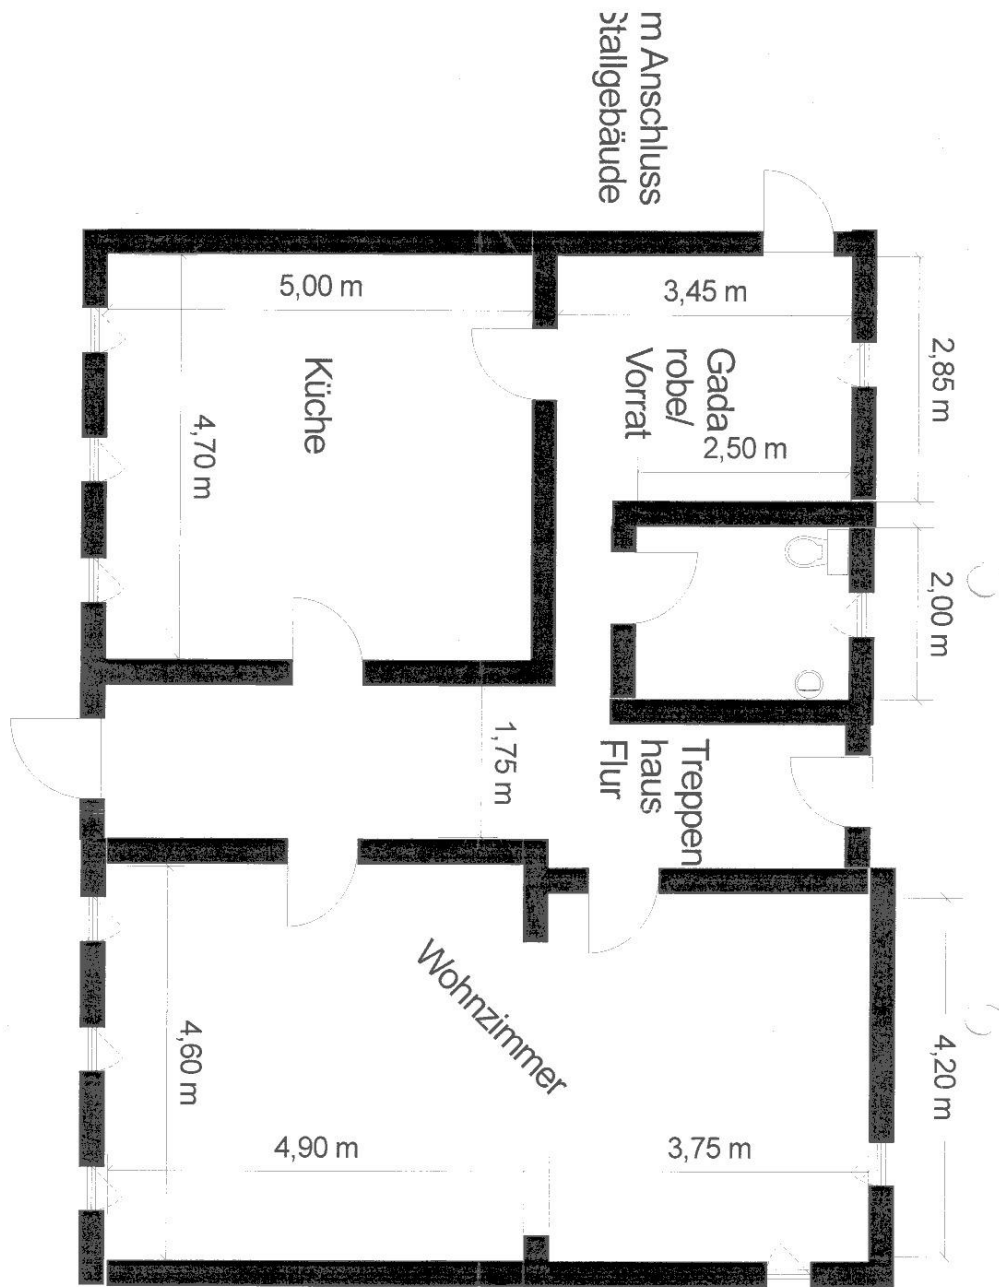 m Anschluss
Stallgebäude
5,00 m
3,45 m
2,85 m
Küche
Gada
robe/
Vorrat
4,70 m
2,50 m
2,00 m
1,75 m
Treppen
haus
Flur
Wohnzimmer
4,60 m
4,20 m
4,90 m
3,75 m